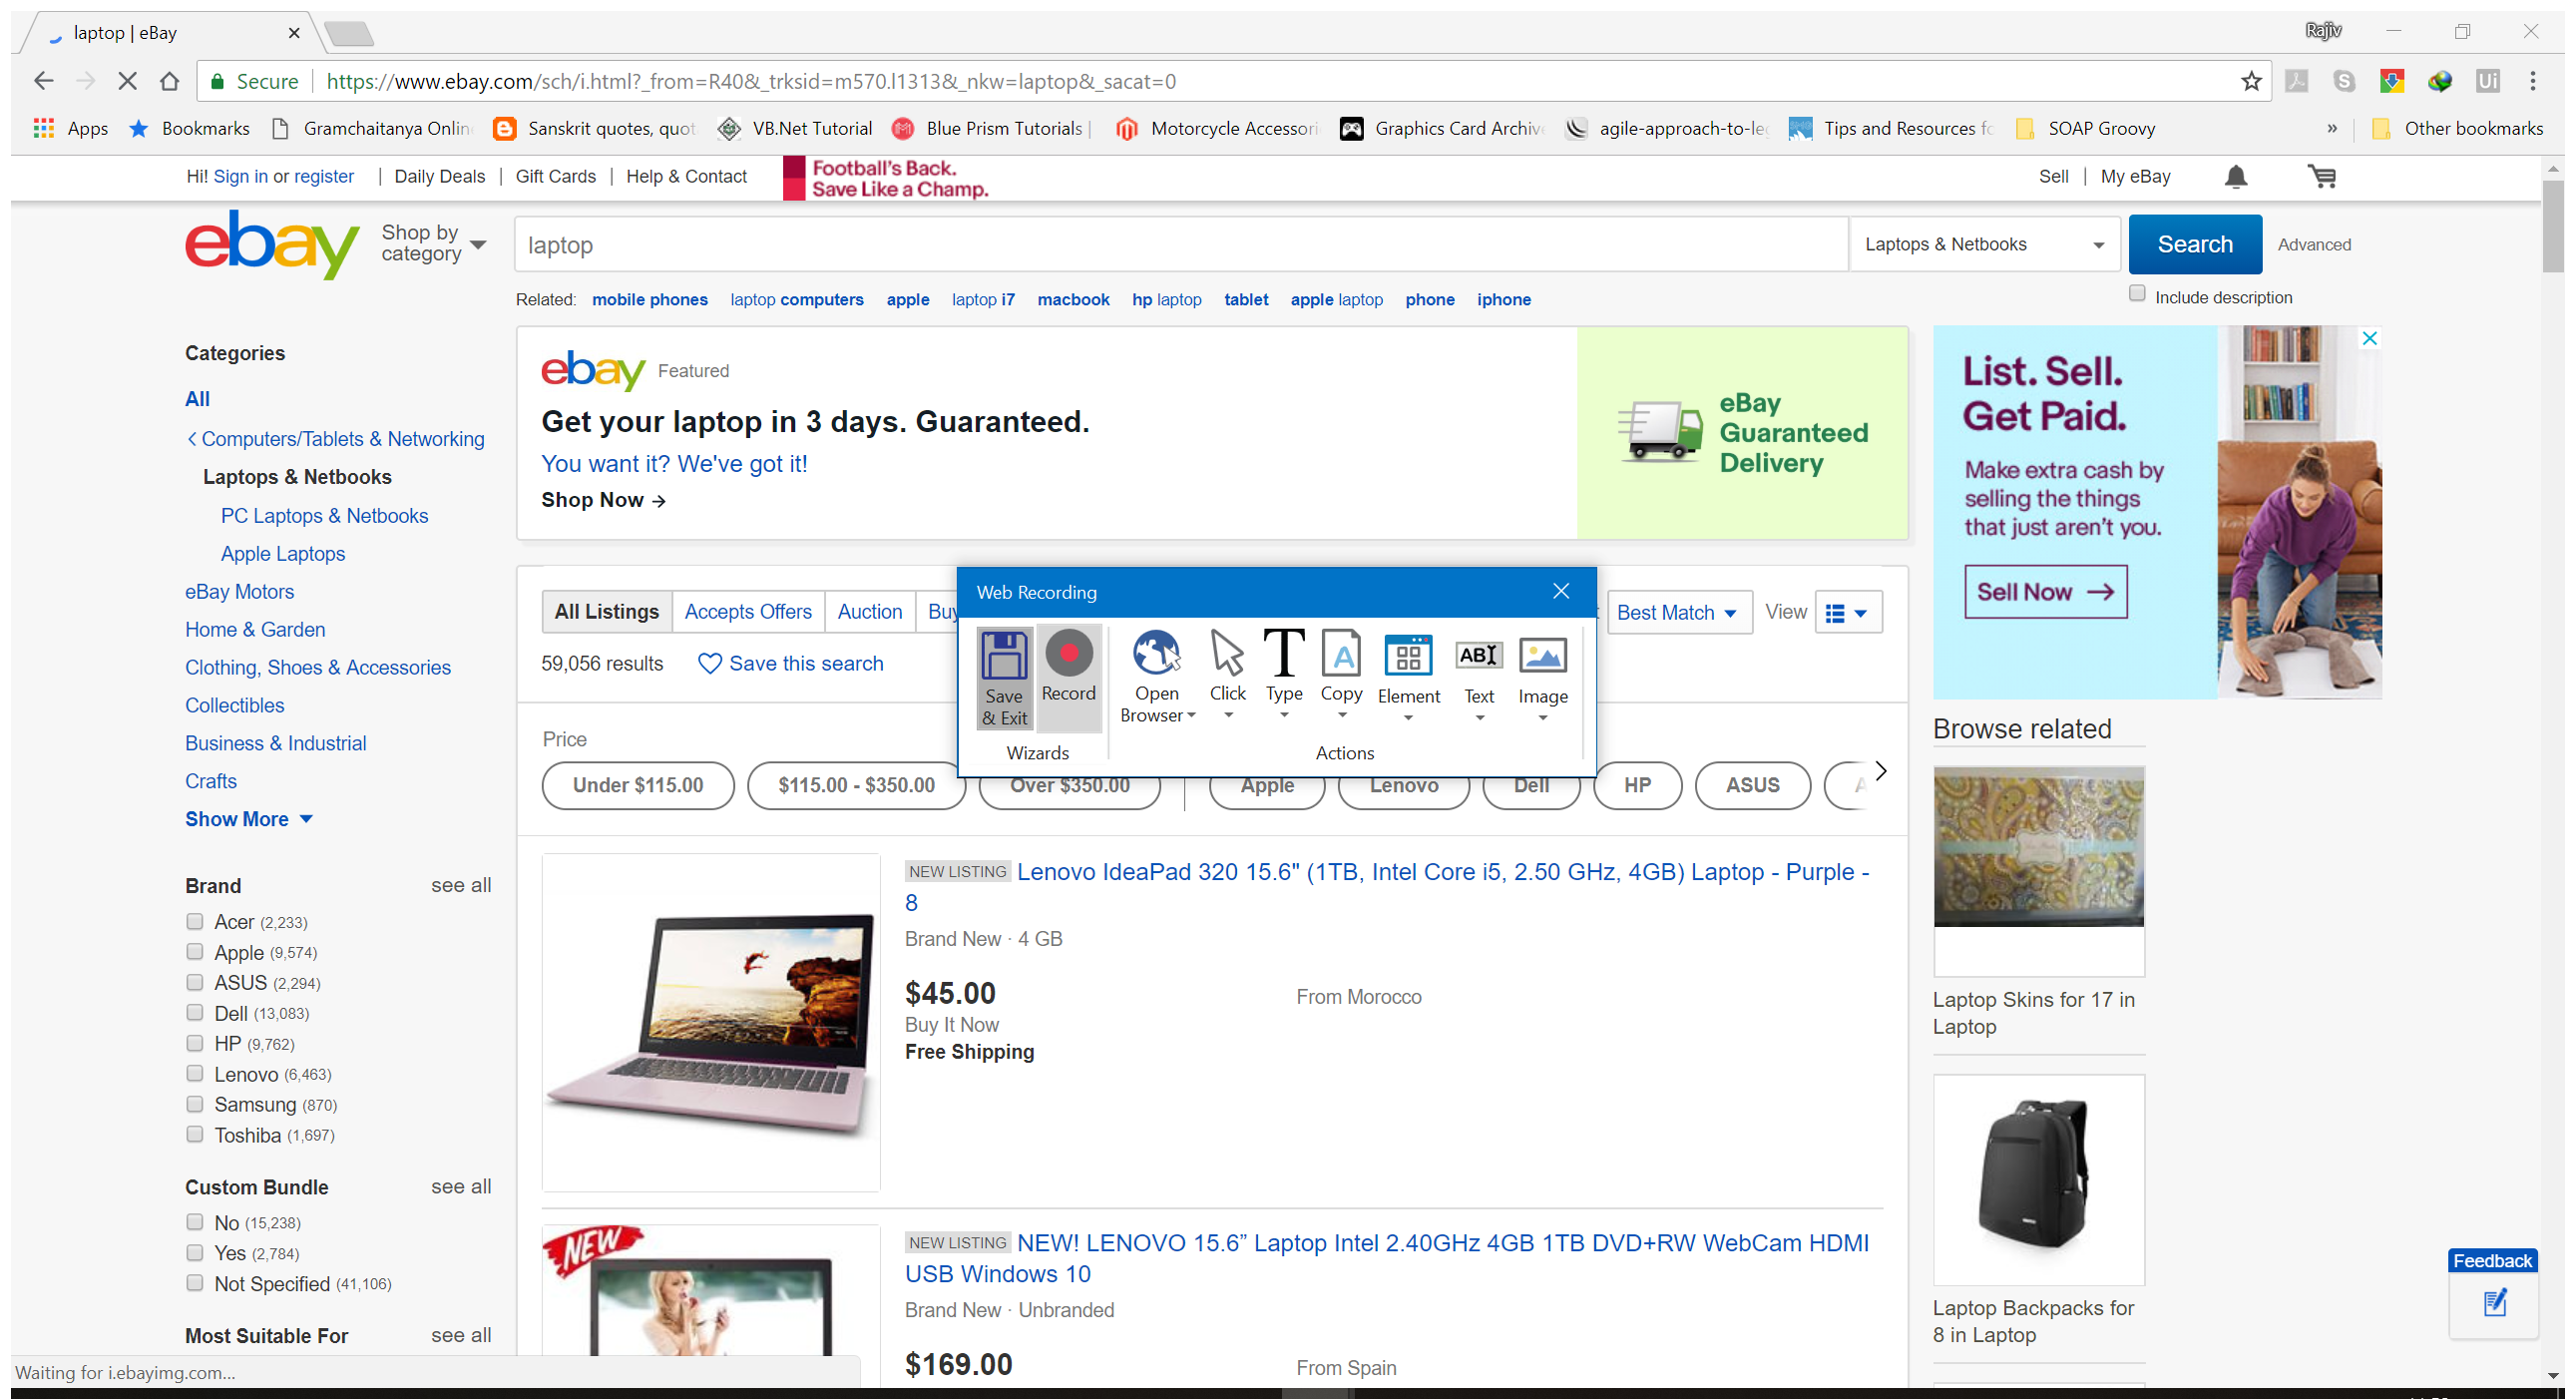 laptop | eBay
Rajiv
Secure
https://www.ebay.com/sch/i.html?_from=R40&_trksid=m570.l1313&_nkw=laptop&_sacat=0
Apps
Bookmarks
Gramchaitanya Onlin
Sanskrit quotes, quot
VB.Net Tutorial
Blue Prism Tutorials |
Motorcycle Accessori
Graphics Card Archiv
agile-approach-to-leg
Tips and Resources fo
SOAP Groovy
»
Other bookmarks
Hi! Sign in or register | Daily Deals | Gift Cards | Help & Contact
Football's Back.
Save Like a Champ.
Sell | My eBay
ebay
Shop by
category
laptop
Laptops & Netbooks
Search
Advanced
Include description
Related: mobile phones laptop computers apple laptop i7 macbook hp laptop tablet apple laptop phone iphone
Categories
All
Computers/Tablets & Networking
Laptops & Netbooks
PC Laptops & Netbooks
Apple Laptops
eBay Motors
Home & Garden
Clothing, Shoes & Accessories
Collectibles
Business & Industrial
Crafts
Show More
Brand see all
Acer (2,233)
Apple (9,574)
ASUS (2,294)
Dell (13,083)
HP (9,762)
Lenovo (6,463)
Samsung (870)
Toshiba (1,697)
Custom Bundle see all
No (15,238)
Yes (2,784)
Not Specified (41,106)
Most Suitable For see all
Waiting for i.ebayimg.com...
ebay Featured
Get your laptop in 3 days. Guaranteed.
You want it? We've got it!
Shop Now →
eBay
Guaranteed
Delivery
All Listings
Accepts Offers
Auction
Buy
Best Match
View
59,056 results
Save this search
Web Recording
Save
& Exit
Record
Wizards
Open
Browser
Click
Type
Copy
Element
Text
Image
Actions
Price
Under $115.00
$115.00 - $350.00
Over $350.00
Apple
Lenovo
Dell
HP
ASUS
NEW LISTING Lenovo IdeaPad 320 15.6" (1TB, Intel Core i5, 2.50 GHz, 4GB) Laptop - Purple -
8
Brand New · 4 GB
$45.00
From Morocco
Buy It Now
Free Shipping
NEW
NEW LISTING NEW! LENOVO 15.6” Laptop Intel 2.40GHz 4GB 1TB DVD+RW WebCam HDMI
USB Windows 10
Brand New · Unbranded
$169.00
From Spain
List. Sell.
Get Paid.
Make extra cash by
selling the things
that just aren't you.
Sell Now →
Browse related
Laptop Skins for 17 in
Laptop
Laptop Backpacks for
8 in Laptop
Feedback